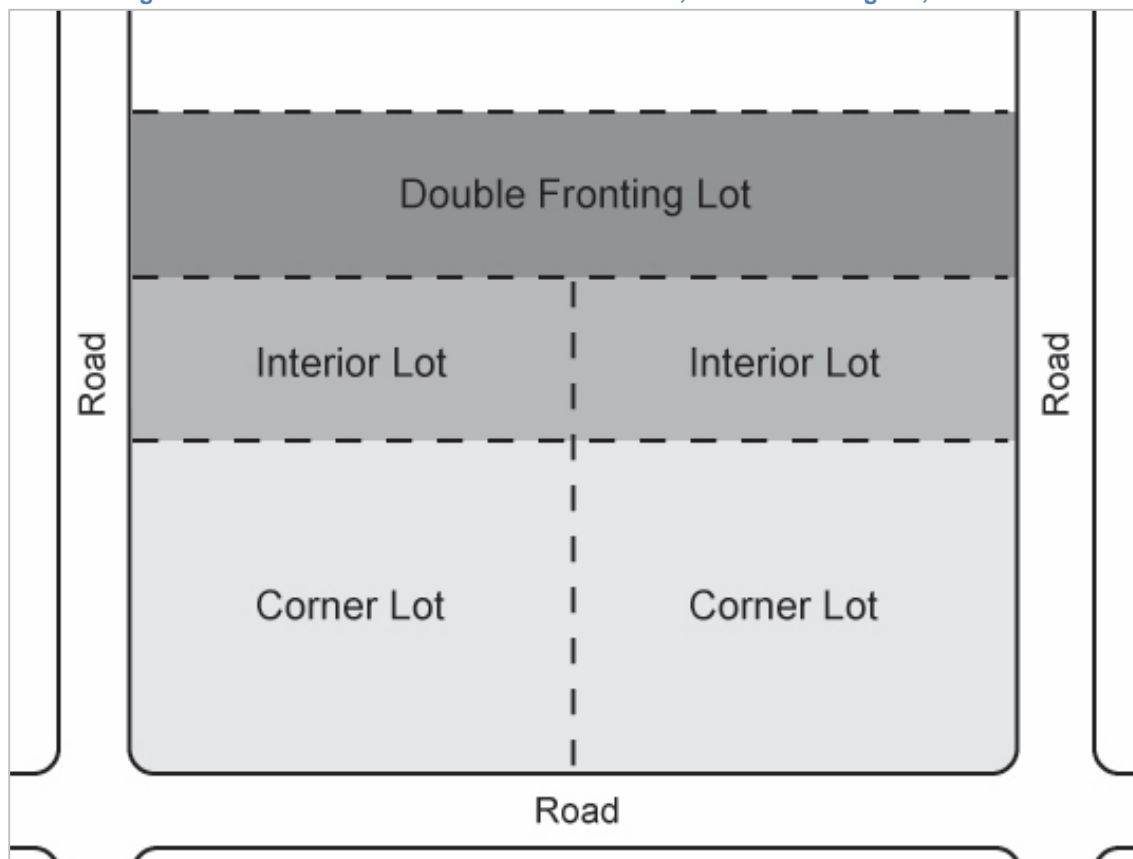 Double Fronting Lot
Road
Interior Lot
Interior Lot
Road
Corner Lot
Corner Lot
Road